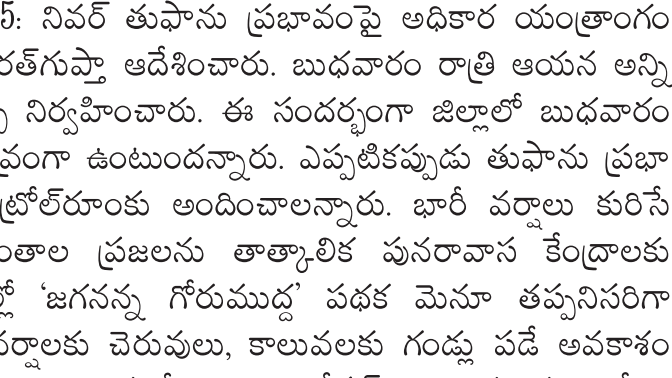 5: నివర్ తుఫాను ప్రభావంపై అధికార యంత్రాంగం
రత్‌గుప్తా ఆదేశించారు. బుధవారం రాత్రి ఆయన అన్ని
నిర్వహించారు. ఈ సందర్భంగా జిల్లాలో బుధవారం
వ్రంగా ఉంటుందన్నారు. ఎప్పటికప్పుడు తుఫాను ప్రభా
ట్రోల్‌రూంకు అందించాలన్నారు. భారీ వర్షాలు కురిసే
ంతాల ప్రజలను తాత్కాలిక పునరావాస కేంద్రాలకు
ల్లో ‘జగనన్న గోరుముద్ద’ పథక మెనూ తప్పనిసరిగా
వర్షాలకు చెరువులు, కాలువలకు గండ్లు పడే అవకాశం